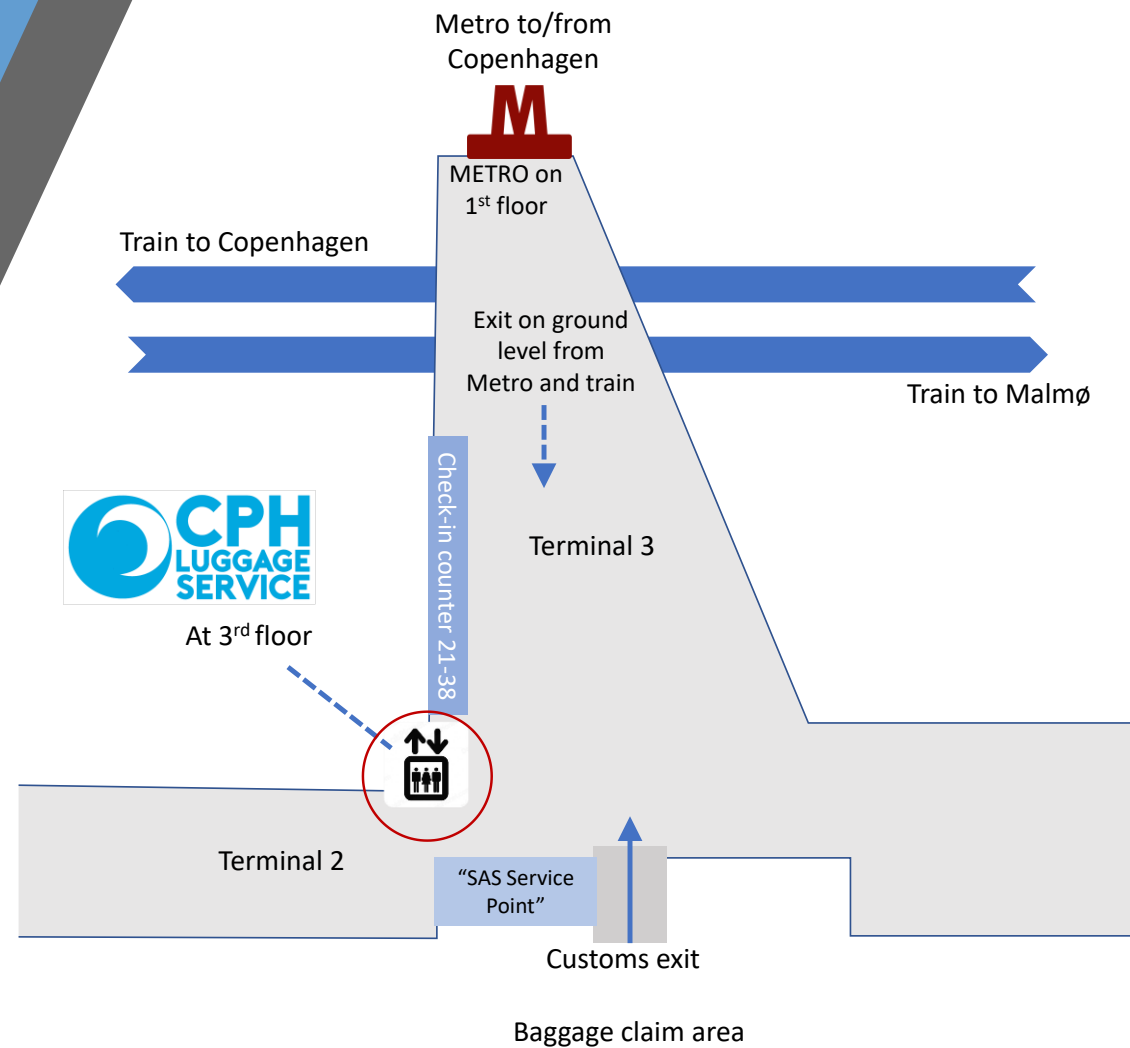 Metro to/from
Copenhagen
M
METRO on
1st floor
Train to Copenhagen
Exit on ground
level from
Metro and train
Train to Malmø
Check-in counter 21-38
CPH
LUGGAGE
SERVICE
Terminal 3
At 3rd floor
Terminal 2
“SAS Service
Point”
Customs exit
Baggage claim area